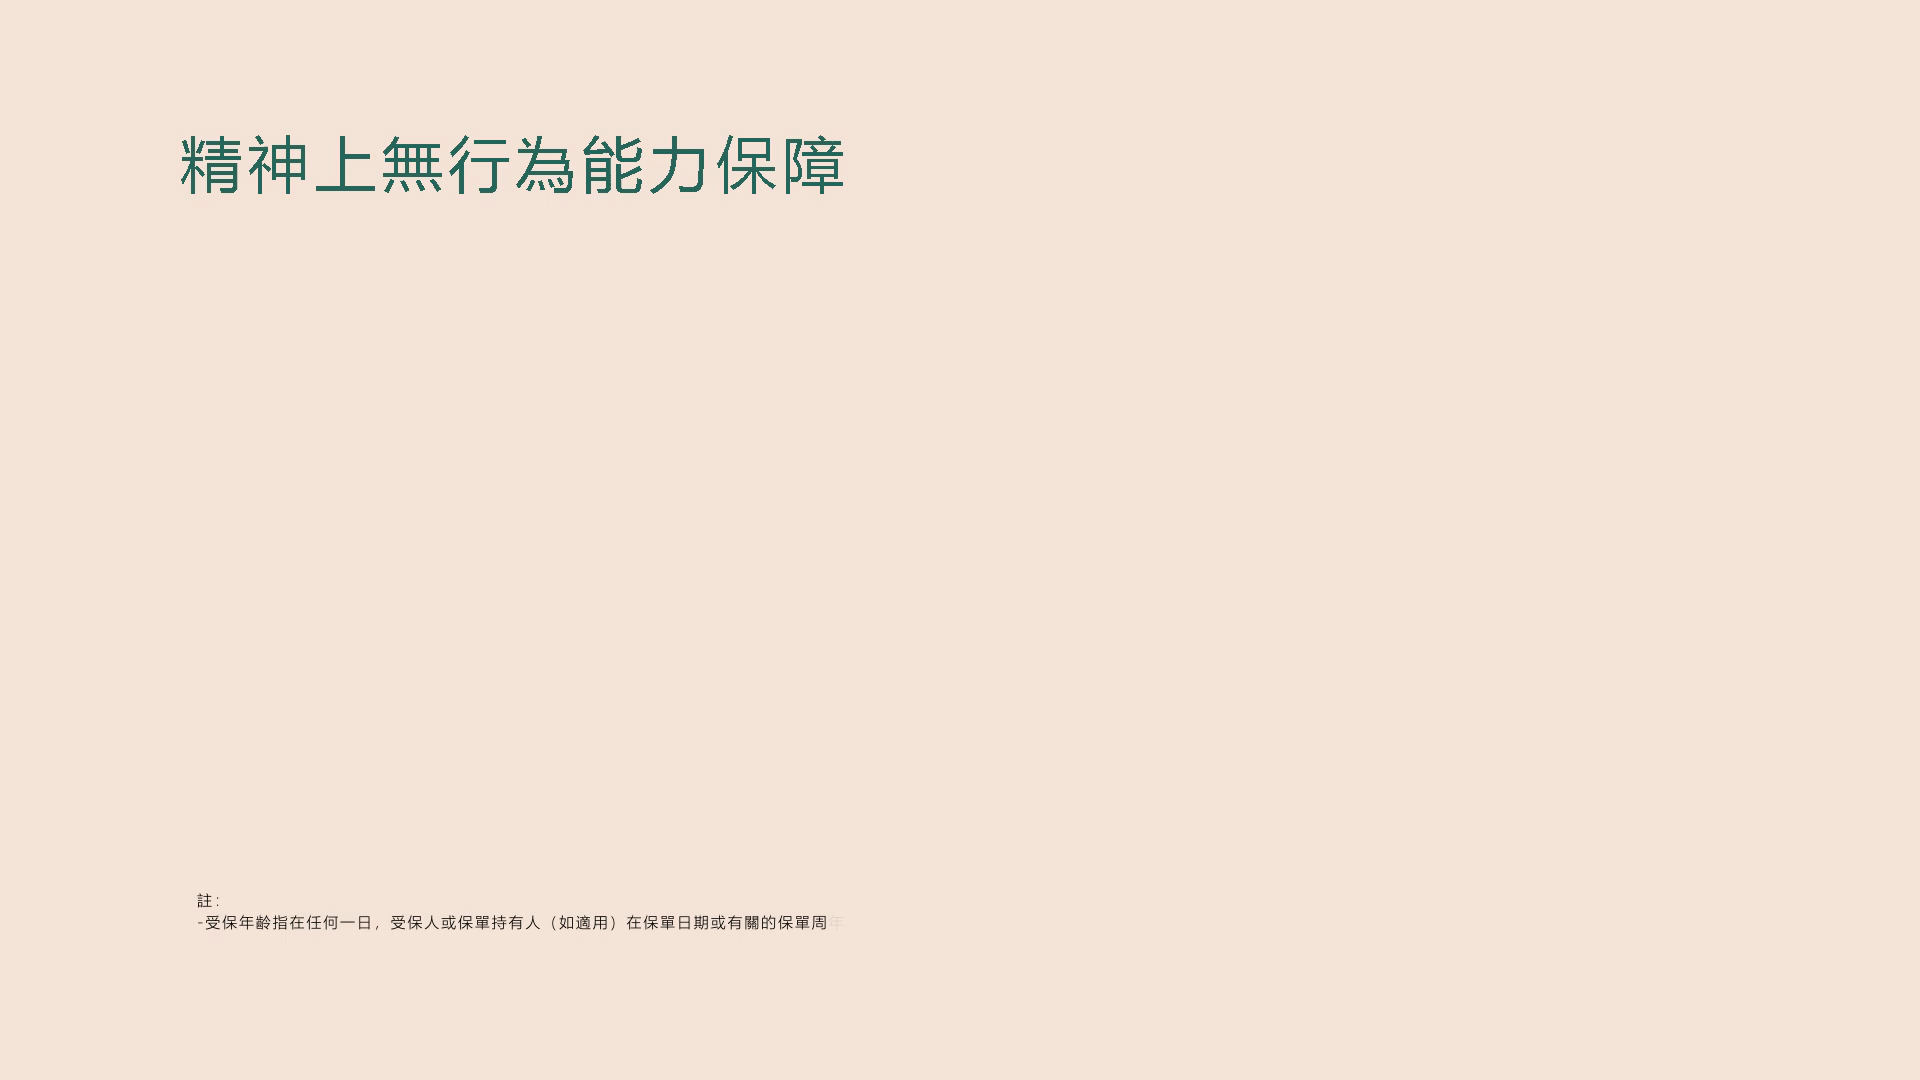 精神上無行為能力保障
註：
-受保年齡指在任何一日，受保人或保單持有人（如適用）在保單日期或有關的保單周年